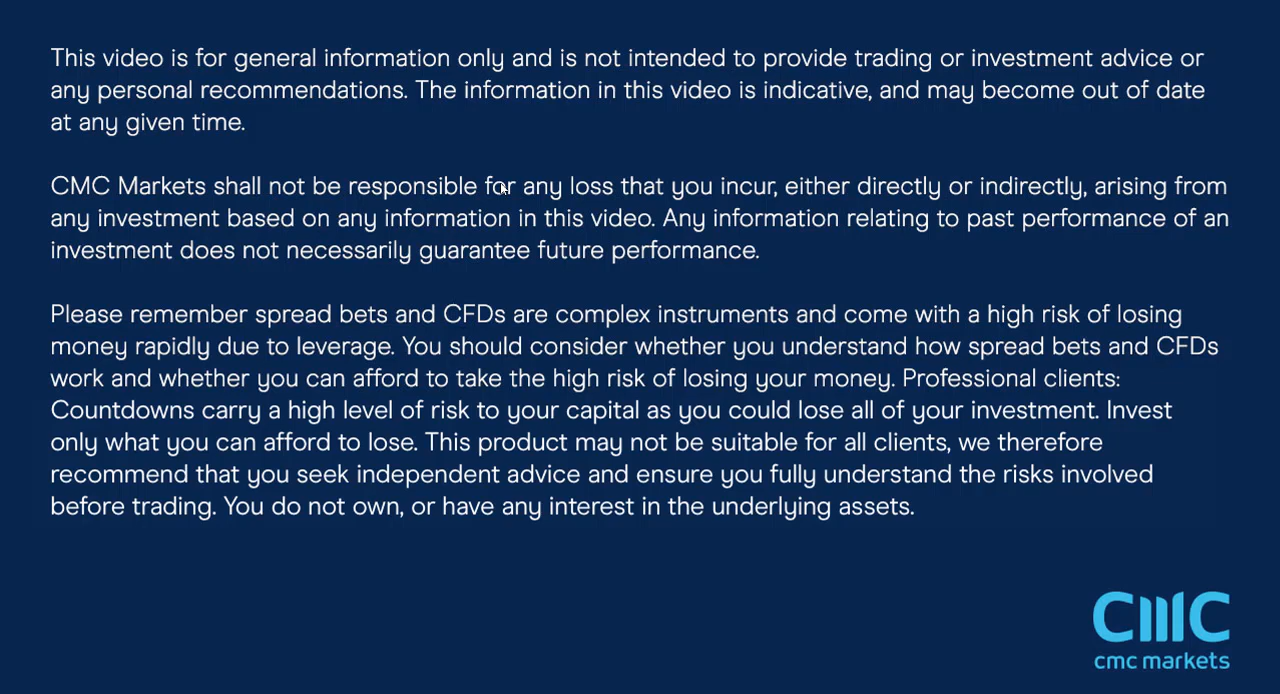 This video is for general information only and is not intended to provide trading or investment advice or
any personal recommendations. The information in this video is indicative, and may become out of date
at any given time.
CMC Markets shall not be responsible for any loss that you incur, either directly or indirectly, arising from
any investment based on any information in this video. Any information relating to past performance of an
investment does not necessarily guarantee future performance.
Please remember spread bets and CFDs are complex instruments and come with a high risk of losing
money rapidly due to leverage. You should consider whether you understand how spread bets and CFDs
work and whether you can afford to take the high risk of losing your money. Professional clients:
Countdowns carry a high level of risk to your capital as you could lose all of your investment. Invest
only what you can afford to lose. This product may not be suitable for all clients, we therefore
recommend that you seek independent advice and ensure you fully understand the risks involved
before trading. You do not own, or have any interest in the underlying assets.
CMC
cmc markets